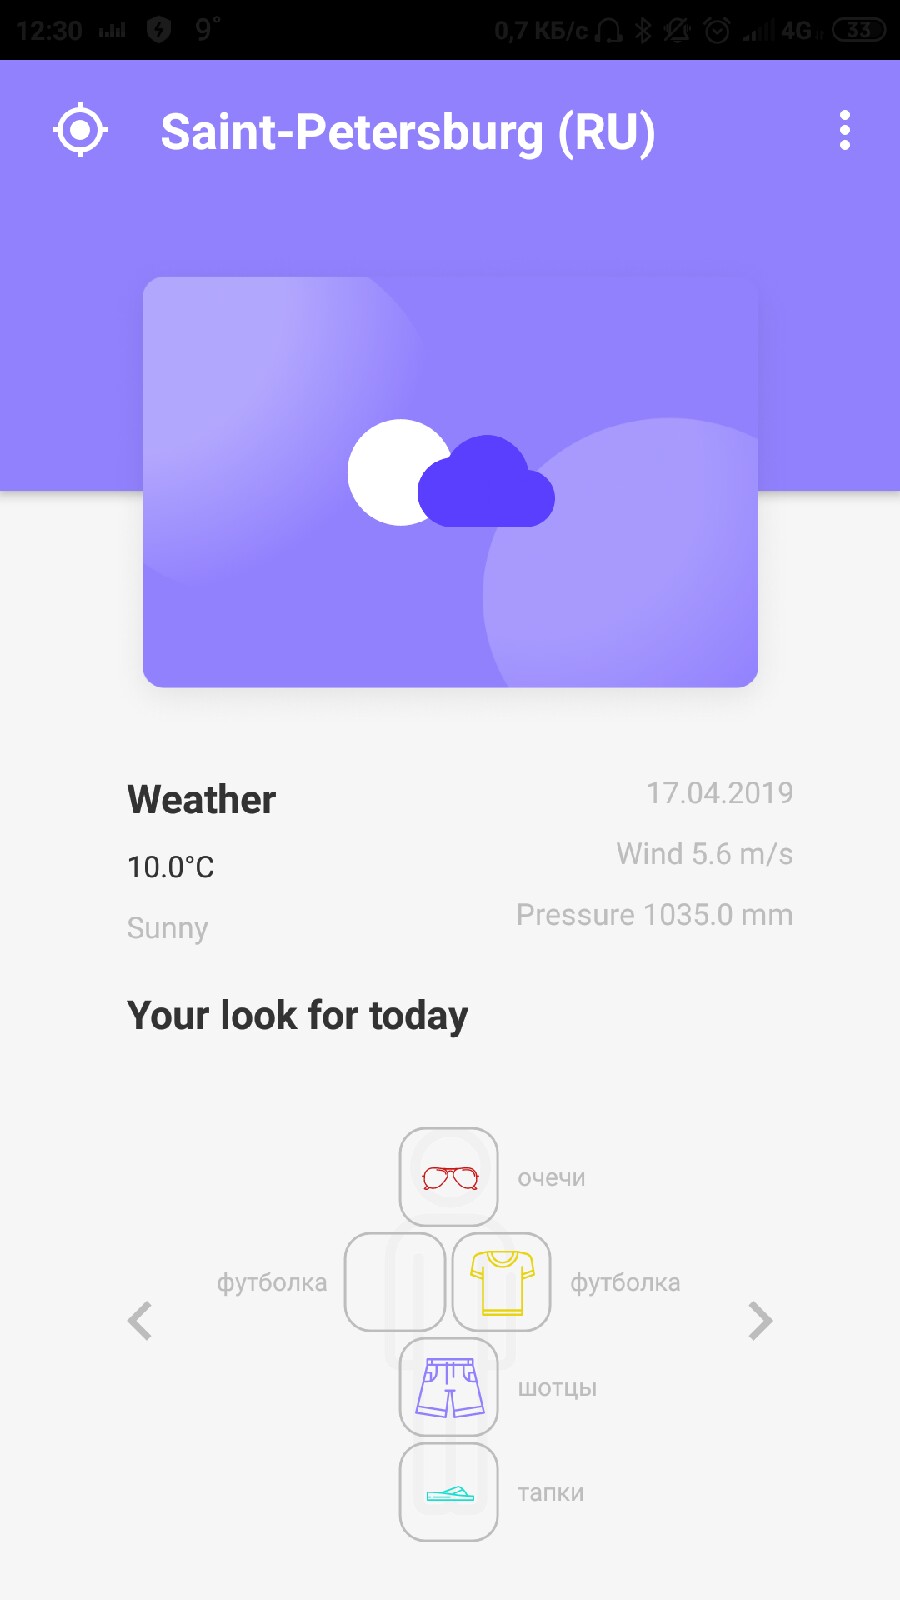 12:30 9° 0,7 КБ/с 4G 33
Saint-Petersburg (RU)
Weather
17.04.2019
10.0°C
Wind 5.6 m/s
Sunny
Pressure 1035.0 mm
Your look for today
очечи
футболка
футболка
шотцы
тапки